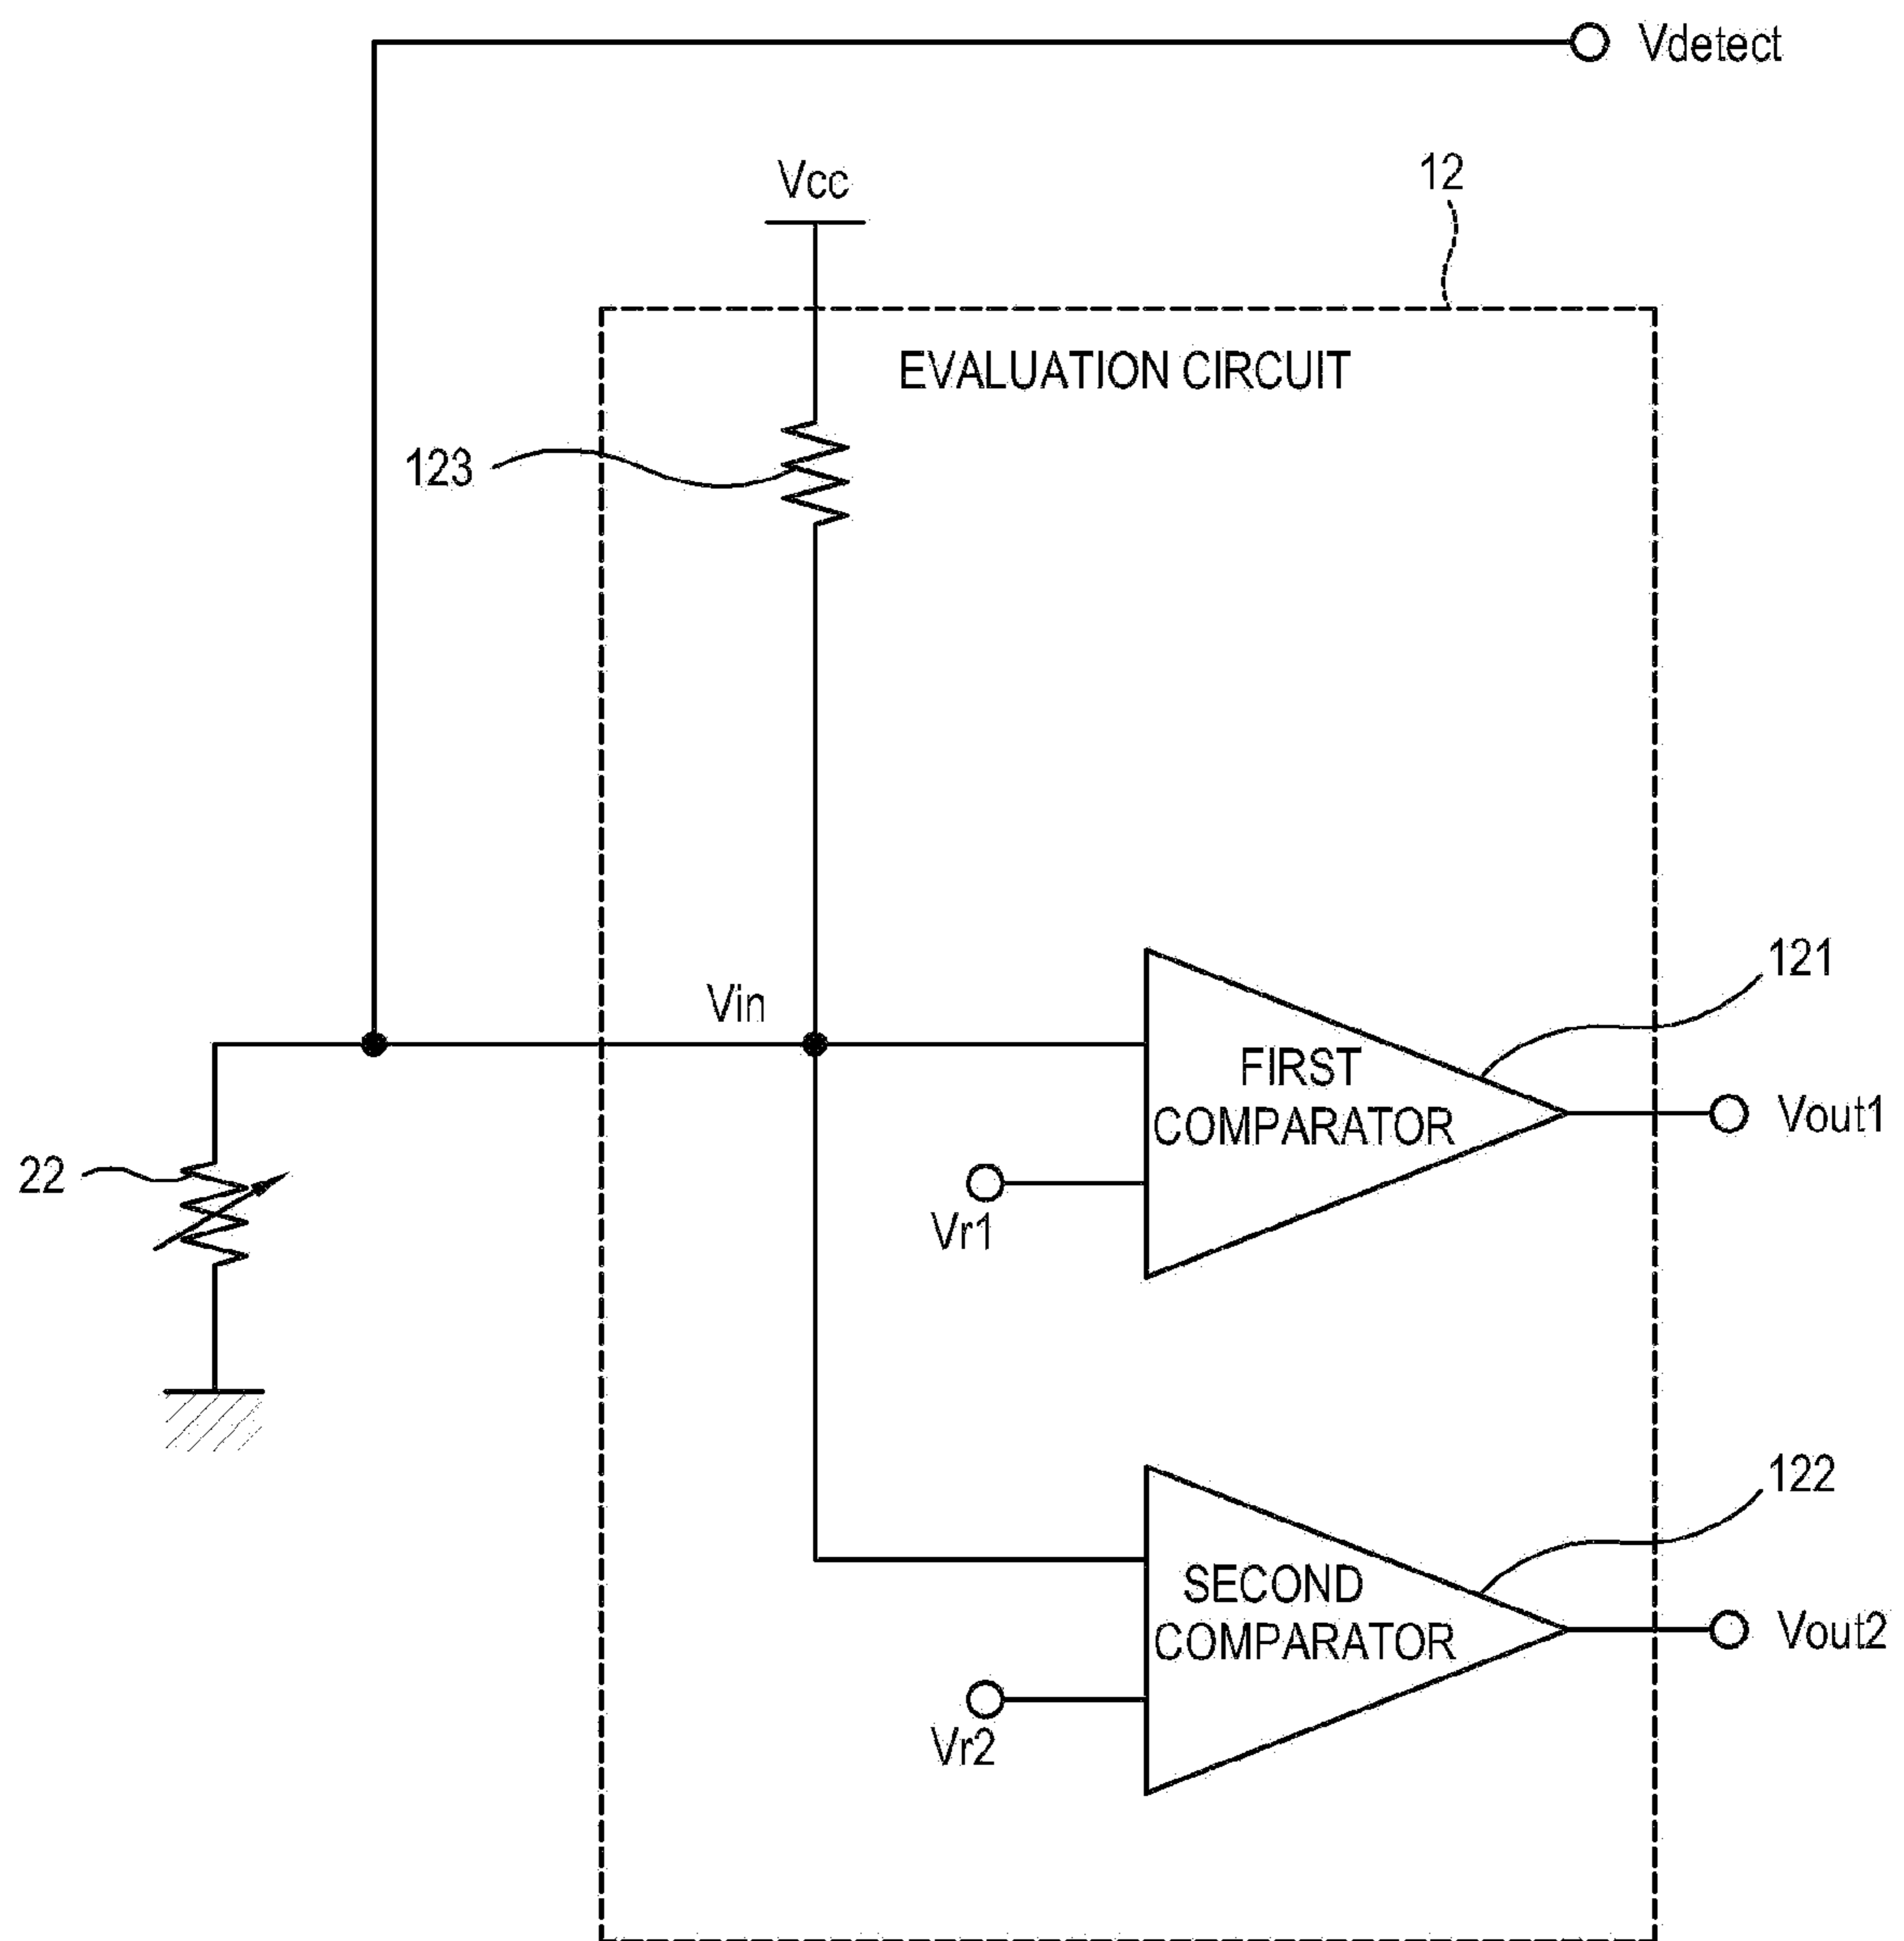 Vdetect
Vcc
12
EVALUATION CIRCUIT
123
Vin
121
FIRST
COMPARATOR
Vout1
22
Vr1
122
SECOND
COMPARATOR
Vout2
Vr2